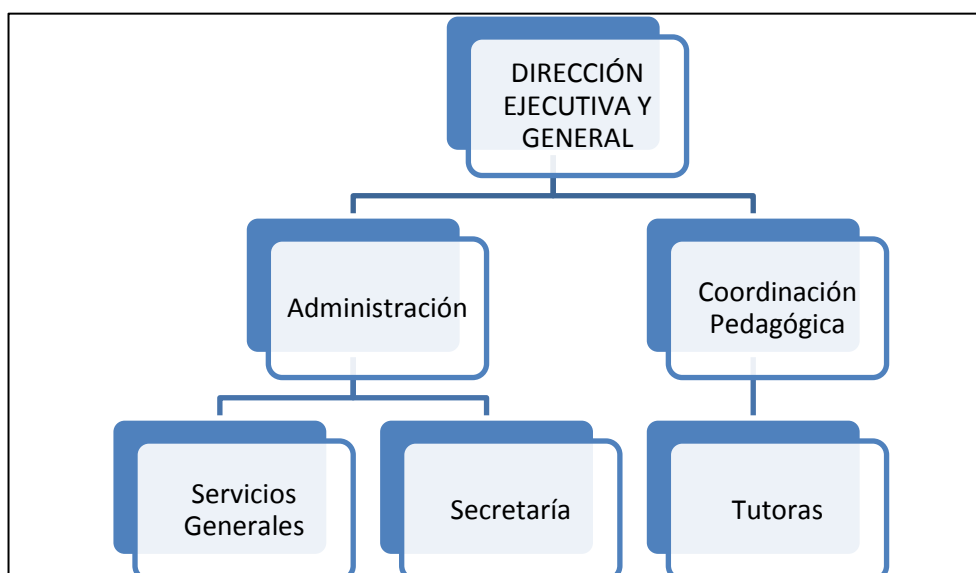 DIRECCIÓN
EJECUTIVA Y
GENERAL
Administración
Coordinación
Pedagógica
Servicios
Generales
Secretaría
Tutoras